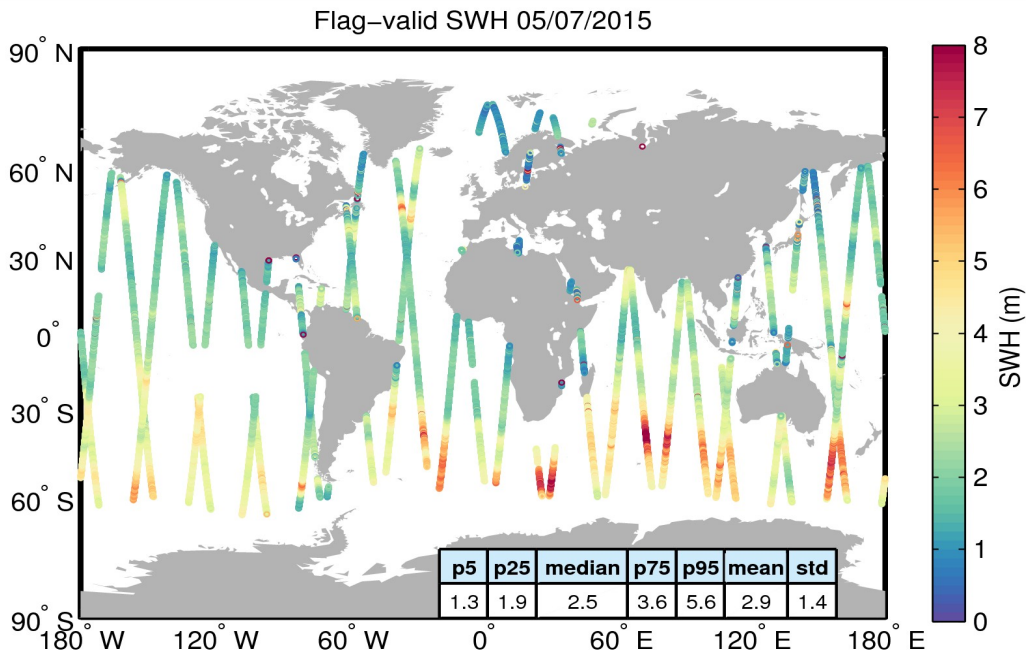 Flag−valid SWH 05/07/2015
90° N
60° N
30° N
0°
30° S
60° S
90° S
180° W
120° W
60° W
0°
60° E
120° E
180° E
p5 p25 median p75 p95 mean std
1.3 1.9 2.5 3.6 5.6 2.9 1.4
8
7
6
5
4
3
2
1
0
SWH (m)